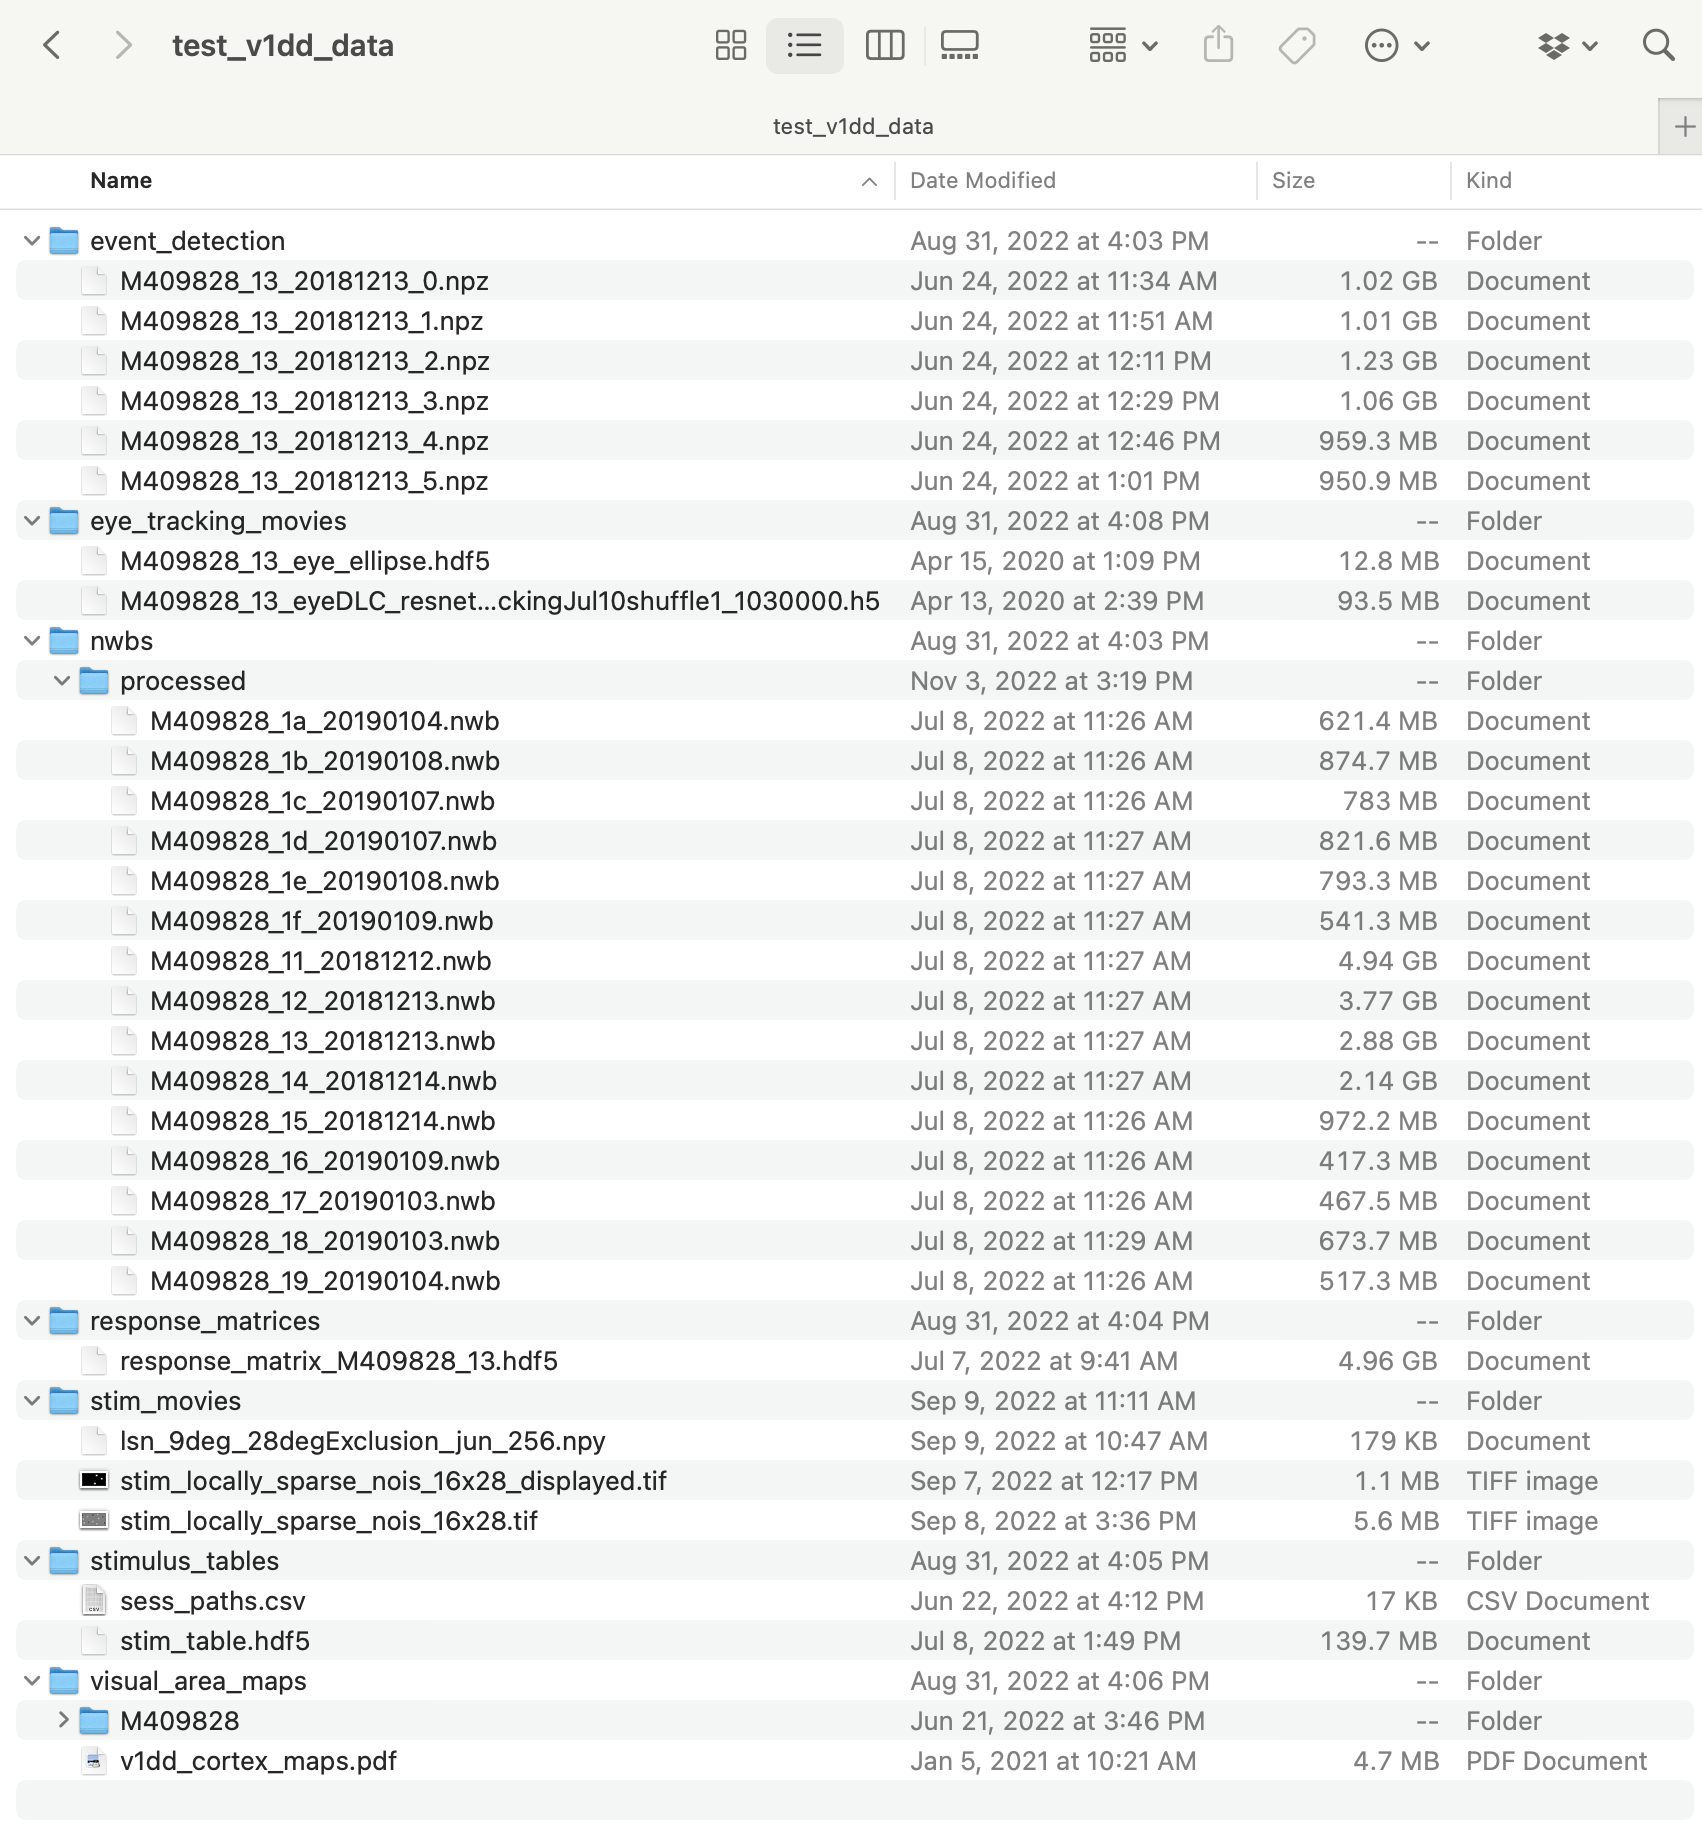 test_v1dd_data
test_v1dd_data
Name Date Modified Size Kind
event_detection Aug 31, 2022 at 4:03 PM -- Folder
M409828_13_20181213_0.npz Jun 24, 2022 at 11:34 AM 1.02 GB Document
M409828_13_20181213_1.npz Jun 24, 2022 at 11:51 AM 1.01 GB Document
M409828_13_20181213_2.npz Jun 24, 2022 at 12:11 PM 1.23 GB Document
M409828_13_20181213_3.npz Jun 24, 2022 at 12:29 PM 1.06 GB Document
M409828_13_20181213_4.npz Jun 24, 2022 at 12:46 PM 959.3 MB Document
M409828_13_20181213_5.npz Jun 24, 2022 at 1:01 PM 950.9 MB Document
eye_tracking_movies Aug 31, 2022 at 4:08 PM -- Folder
M409828_13_eye_ellipse.hdf5 Apr 15, 2020 at 1:09 PM 12.8 MB Document
M409828_13_eyeDLC_resnet...ckingJul10shuffle1_1030000.h5 Apr 13, 2020 at 2:39 PM 93.5 MB Document
nwbs Aug 31, 2022 at 4:03 PM -- Folder
processed Nov 3, 2022 at 3:19 PM -- Folder
M409828_1a_20190104.nwb Jul 8, 2022 at 11:26 AM 621.4 MB Document
M409828_1b_20190108.nwb Jul 8, 2022 at 11:26 AM 874.7 MB Document
M409828_1c_20190107.nwb Jul 8, 2022 at 11:26 AM 783 MB Document
M409828_1d_20190107.nwb Jul 8, 2022 at 11:27 AM 821.6 MB Document
M409828_1e_20190108.nwb Jul 8, 2022 at 11:27 AM 793.3 MB Document
M409828_1f_20190109.nwb Jul 8, 2022 at 11:27 AM 541.3 MB Document
M409828_11_20181212.nwb Jul 8, 2022 at 11:27 AM 4.94 GB Document
M409828_12_20181213.nwb Jul 8, 2022 at 11:27 AM 3.77 GB Document
M409828_13_20181213.nwb Jul 8, 2022 at 11:27 AM 2.88 GB Document
M409828_14_20181214.nwb Jul 8, 2022 at 11:27 AM 2.14 GB Document
M409828_15_20181214.nwb Jul 8, 2022 at 11:26 AM 972.2 MB Document
M409828_16_20190109.nwb Jul 8, 2022 at 11:26 AM 417.3 MB Document
M409828_17_20190103.nwb Jul 8, 2022 at 11:26 AM 467.5 MB Document
M409828_18_20190103.nwb Jul 8, 2022 at 11:29 AM 673.7 MB Document
M409828_19_20190104.nwb Jul 8, 2022 at 11:26 AM 517.3 MB Document
response_matrices Aug 31, 2022 at 4:04 PM -- Folder
response_matrix_M409828_13.hdf5 Jul 7, 2022 at 9:41 AM 4.96 GB Document
stim_movies Sep 9, 2022 at 11:11 AM -- Folder
lsn_9deg_28degExclusion_jun_256.npy Sep 9, 2022 at 10:47 AM 179 KB Document
stim_locally_sparse_nois_16x28_displayed.tif Sep 7, 2022 at 12:17 PM 1.1 MB TIFF image
stim_locally_sparse_nois_16x28.tif Sep 8, 2022 at 3:36 PM 5.6 MB TIFF image
stimulus_tables Aug 31, 2022 at 4:05 PM -- Folder
sess_paths.csv Jun 22, 2022 at 4:12 PM 17 KB CSV Document
stim_table.hdf5 Jul 8, 2022 at 1:49 PM 139.7 MB Document
visual_area_maps Aug 31, 2022 at 4:06 PM -- Folder
M409828 Jun 21, 2022 at 3:46 PM -- Folder
v1dd_cortex_maps.pdf Jan 5, 2021 at 10:21 AM 4.7 MB PDF Document